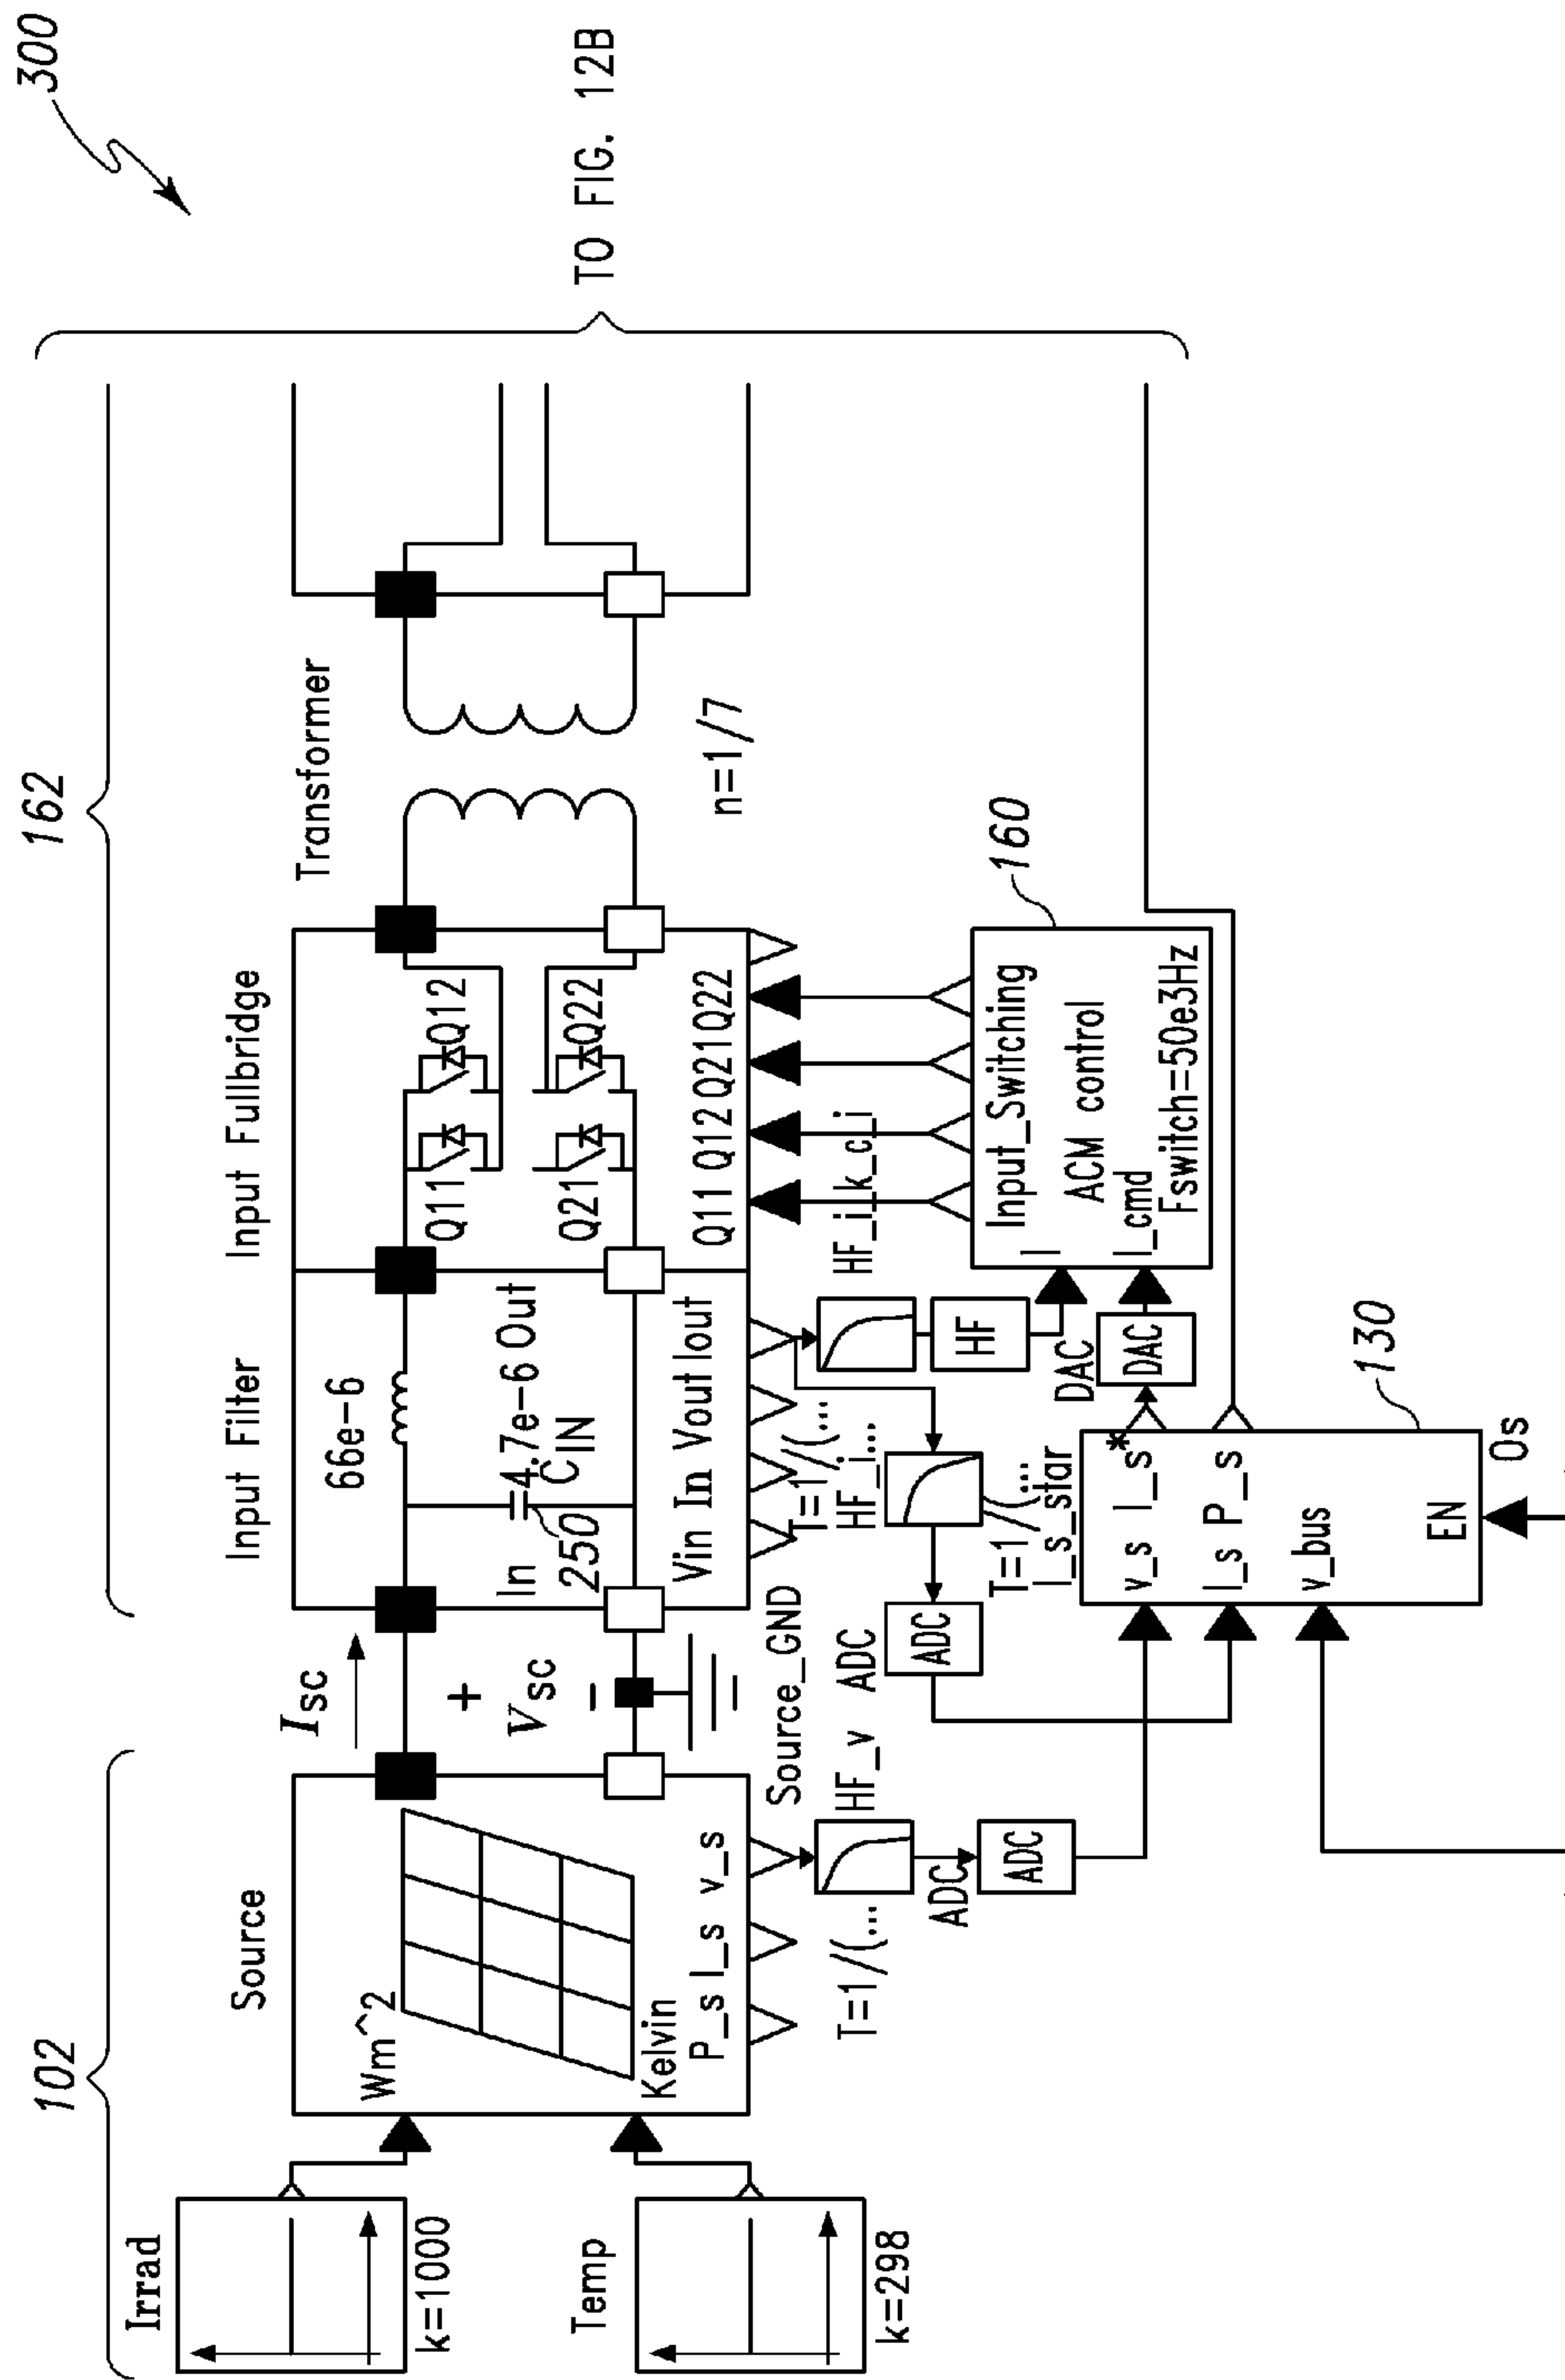 300
102
162
TO FIG. 12B
Irrad
k=1000
Temp
k=298
Source
Wm^2
Kelvin
P_s I_s v_s
Isc
+
Vsc
-
Source_GND
Input Filter
66e-6
4.7e-6
CIN
In
Out
250
Vin In Vout Iout
Input Fullbridge
Q11
Q12
Q21
Q22
Q11 Q12 Q21 Q22
Transformer
n=1/7
HF_v
T=1/(...
ADC
ADC
ADC
ADC
T=1/(...
HF_i...
T=1/(...
HF_i_lk_c_i
HF
I_s_star
v_s I_s*
I_s P_s
v_bus
EN
0s
130
DAC
DAC
Input_Switching
I
ACM control
I_cmd
Fswitch=50e3Hz
160